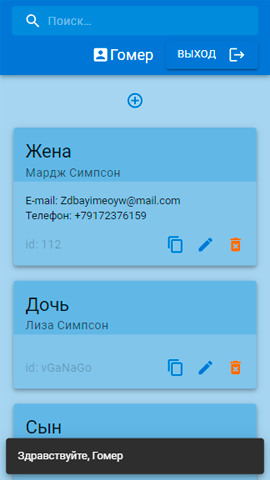 Поиск...
Гомер
ВЫХОД
Жена
Мардж Симпсон
E-mail: Zdbayimeoyw@mail.com
Телефон: +79172376159
id: 112
Дочь
Лиза Симпсон
id: vGaNaGo
Сын
Здравствуйте, Гомер